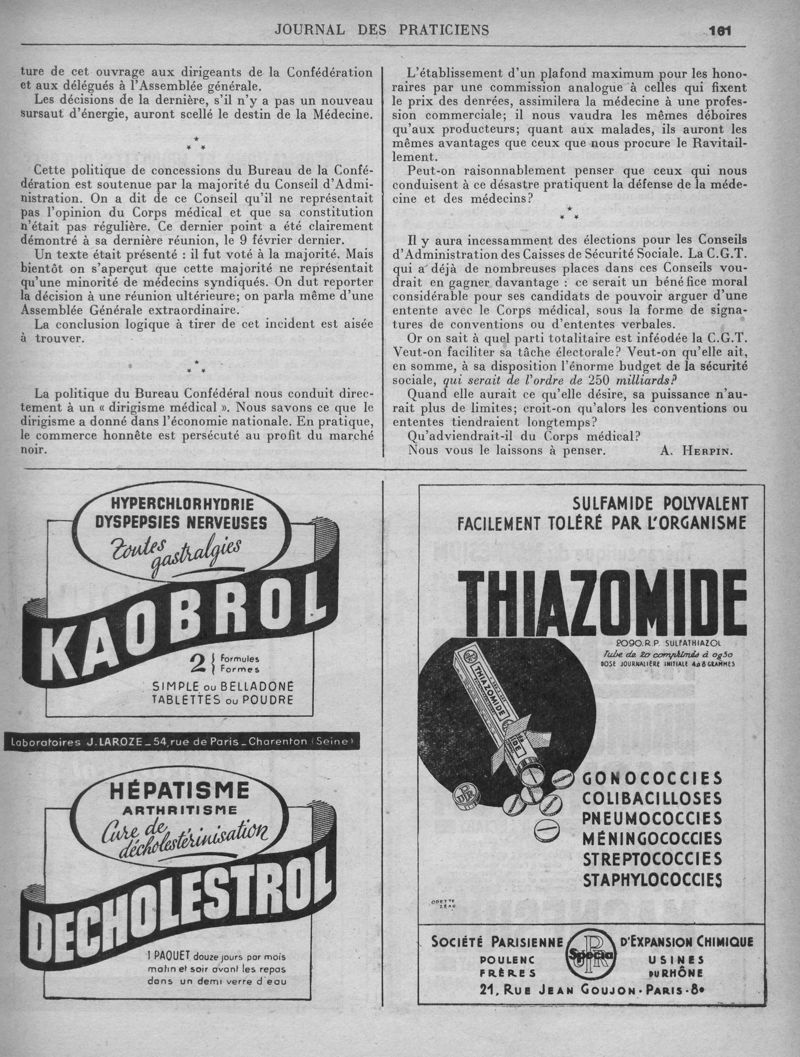 JOURNAL DES PRATICIENS
161
ture de cet ouvrage aux dirigeants de la Confédération
et aux délégués à l'Assemblée générale.
Les décisions de la dernière, s'il n'y a pas un nouveau
sursaut d'énergie, auront scellé le destin de la Médecine.
*
* *
Cette politique de concessions du Bureau de la Confé-
dération est soutenue par la majorité du Conseil d'Admi-
nistration. On a dit de ce Conseil qu'il ne représentait
pas l'opinion du Corps médical et que sa constitution
n'était pas régulière. Ce dernier point a été clairement
démontré à sa dernière réunion, le 9 février dernier.
Un texte était présenté : il fut voté à la majorité. Mais
bientôt on s'aperçut que cette majorité ne représentait
qu'une minorité de médecins syndiqués. On dut reporter
la décision à une réunion ultérieure; on parla même d'une
Assemblée Générale extraordinaire.
La conclusion logique à tirer de cet incident est aisée
à trouver.
*
* *
La politique du Bureau Confédéral nous conduit direc-
tement à un « dirigisme médical ». Nous savons ce que le
dirigisme a donné dans l'économie nationale. En pratique,
le commerce honnête est persécuté au profit du marché
noir.
L'établissement d'un plafond maximum pour les hono-
raires par une commission analogue à celles qui fixent
le prix des denrées, assimilera la médecine à une profes-
sion commerciale; il nous vaudra les mêmes déboires
qu'aux producteurs; quant aux malades, ils auront les
mêmes avantages que ceux que nous procure le Ravitail-
lement.
Peut-on raisonnablement penser que ceux qui nous
conduisent à ce désastre pratiquent la défense de la méde-
cine et des médecins?
*
* *
Il y aura incessamment des élections pour les Conseils
d'Administration des Caisses de Sécurité Sociale. La C.G.T.
qui a déjà de nombreuses places dans ces Conseils vou-
drait en gagner davantage : ce serait un bénéfice moral
considérable pour ses candidats de pouvoir arguer d'une
entente avec le Corps médical, sous la forme de signa-
tures de conventions ou d'ententes verbales.
Or on sait à quel parti totalitaire est inféodée la C.G.T.
Veut-on faciliter sa tâche électorale? Veut-on qu'elle ait,
en somme, à sa disposition l'énorme budget de la sécurité
sociale, qui serait de l'ordre de 250 milliards?
Quand elle aurait ce qu'elle désire, sa puissance n'au-
rait plus de limites; croit-on qu'alors les conventions ou
ententes tiendraient longtemps?
Qu'adviendrait-il du Corps médical?
Nous vous le laissons à penser. A. HERPIN.
HYPERCHLORHYDRIE
DYSPEPSIES NERVEUSES
Toutes
gastralgies
KAOBROL
2 { formules
Formes
SIMPLE ou BELLADONÉ
TABLETTES ou POUDRE
Laboratoires J. LAROZE _ 54, rue de Paris _ Charenton (Seine)
HÉPATISME
ARTHRITISME
Cure de
décholestérinisation
DECHOLESTROL
1 PAQUET douze jours par mois
matin et soir avant les repas
dans un demi verre d'eau
SULFAMIDE POLYVALENT
FACILEMENT TOLÉRÉ PAR L'ORGANISME
THIAZOMIDE
2090. R.P. SULFATHIAZOL
Tube de 20 comprimés à 0g50
DOSE JOURNALIÈRE INITIALE 4 à 8 GRAMMES
THIAZOMIDE
GONOCOCCIES
COLIBACILLOSES
PNEUMOCOCCIES
MÉNINGOCOCCIES
STREPTOCOCCIES
STAPHYLOCOCCIES
ODETTE
SOCIÉTÉ PARISIENNE Specia D'EXPANSION CHIMIQUE
POULENC USINES
FRÈRES DU RHÔNE
21, RUE JEAN GOUJON · PARIS · 8e